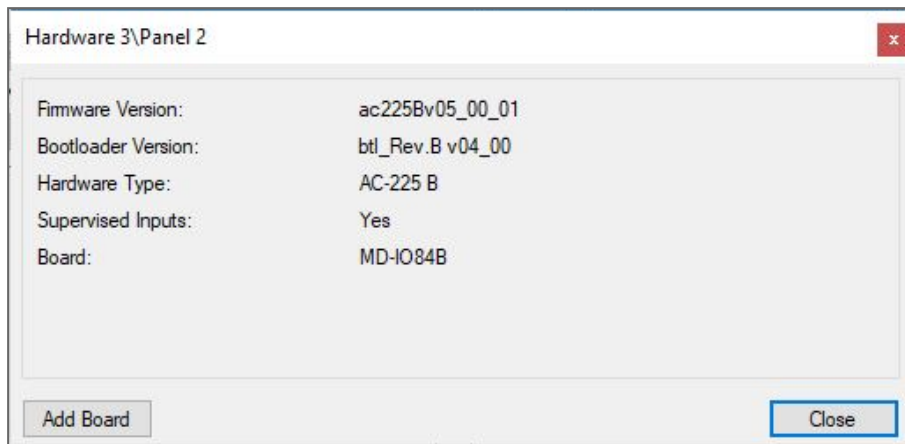 Hardware 3\Panel 2
x
Firmware Version: ac225Bv05_00_01
Bootloader Version: btl_Rev.B v04_00
Hardware Type: AC-225 B
Supervised Inputs: Yes
Board: MD-IO84B
Add Board Close